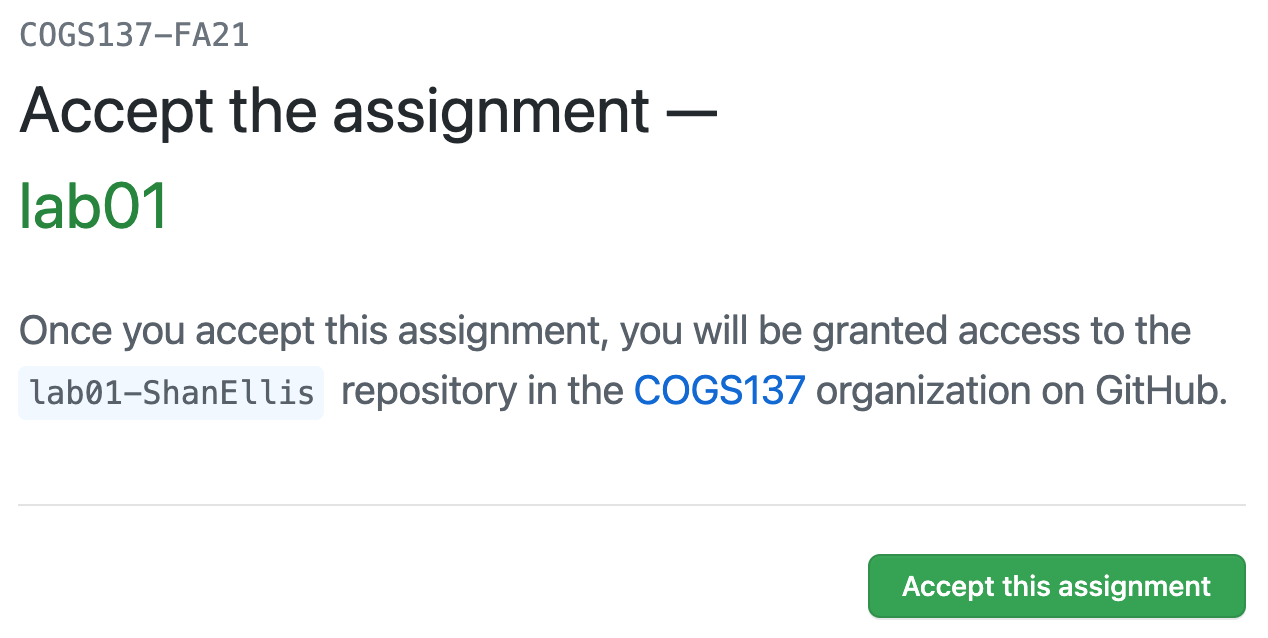 COGS137-FA21
Accept the assignment —
lab01
Once you accept this assignment, you will be granted access to the
lab01-ShanEllis repository in the COGS137 organization on GitHub.
Accept this assignment